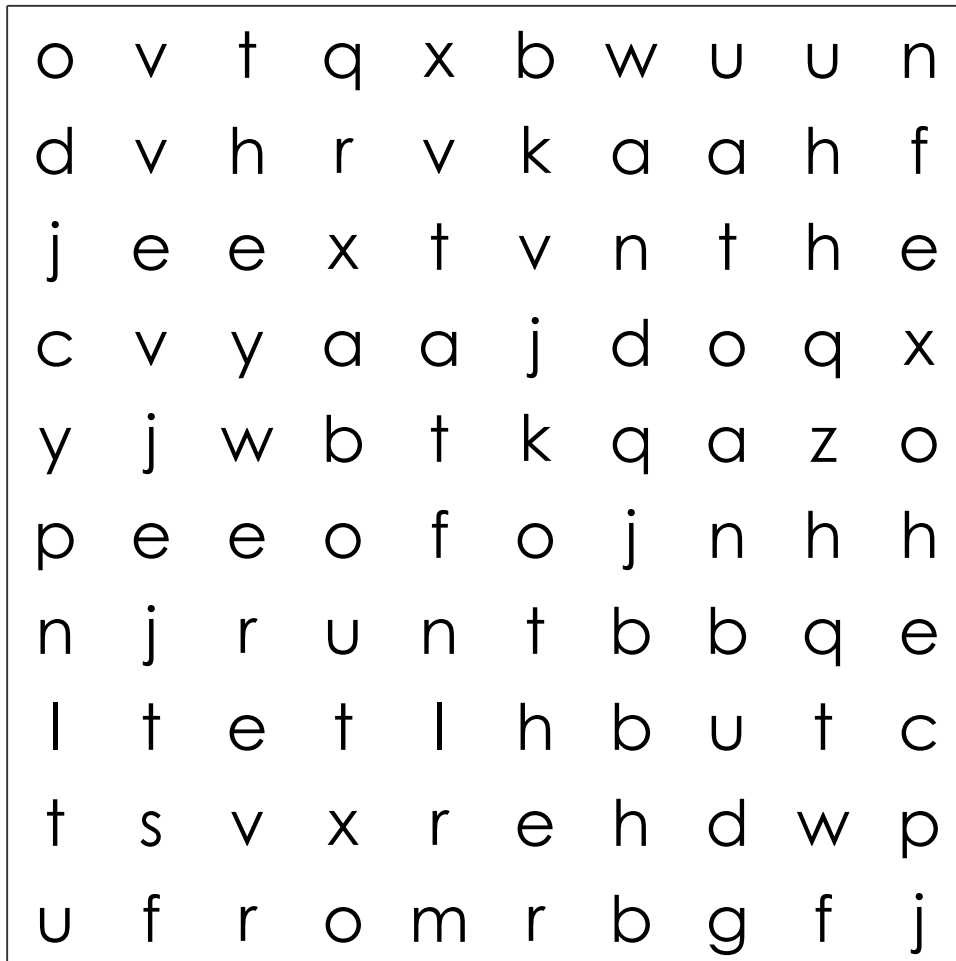 o v t q x b w u u n
d v h r v k a a h f
j e e x t v n t h e
c v y a a j d o q x
y j w b t k q a z o
p e e o f o j n h h
n j r u n t b b q e
l t e t l h b u t c
t s v x r e h d w p
u f r o m r b g f j